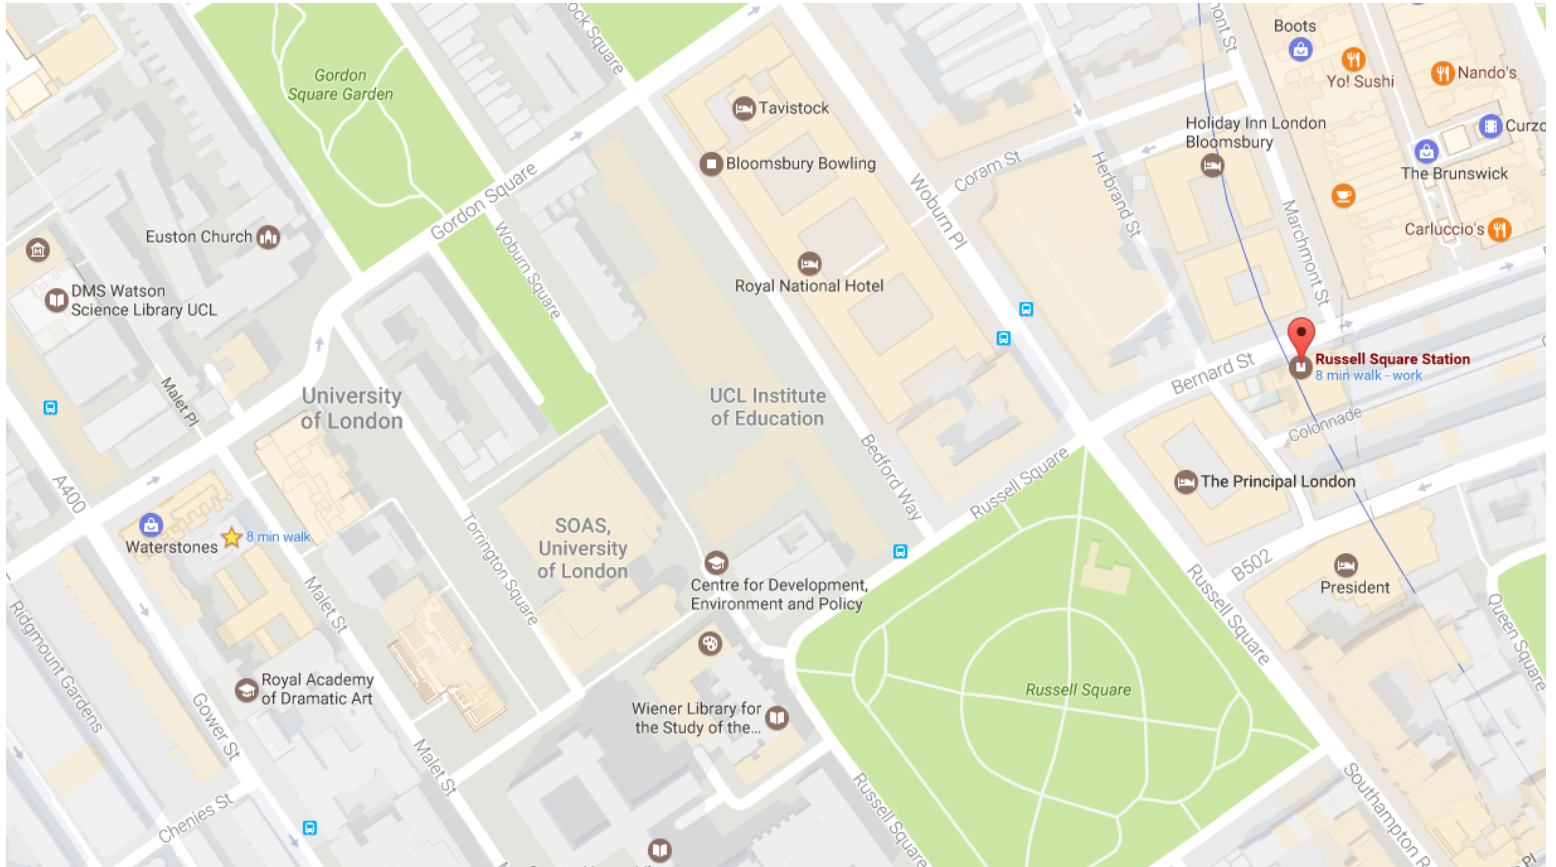 Boots
Yo! Sushi
Nando's
Gordon
Square Garden
Tavistock
Holiday Inn London
Bloomsbury
Bloomsbury Bowling
The Brunswick
Coram St
Herbrand St
Woburn Pl
Marchmont St
Carluccio's
Gordon Square
Euston Church
Woburn Square
DMS Watson
Science Library UCL
Royal National Hotel
Russell Square Station
8 min walk - work
Bernard St
Malet Pl
University
of London
UCL Institute
of Education
Colonnade
Bedford Way
Russell Square
A400
The Principal London
Waterstones
8 min walk
Torrington Square
SOAS,
University
of London
B502
President
Centre for Development,
Environment and Policy
Malet St
Ridgmount Gardens
Russell Square
Queen Square
Royal Academy
of Dramatic Art
Russell Square
Wiener Library for
the Study of the...
Gower St
Malet St
Russell Square
Chenies St
Southampton R